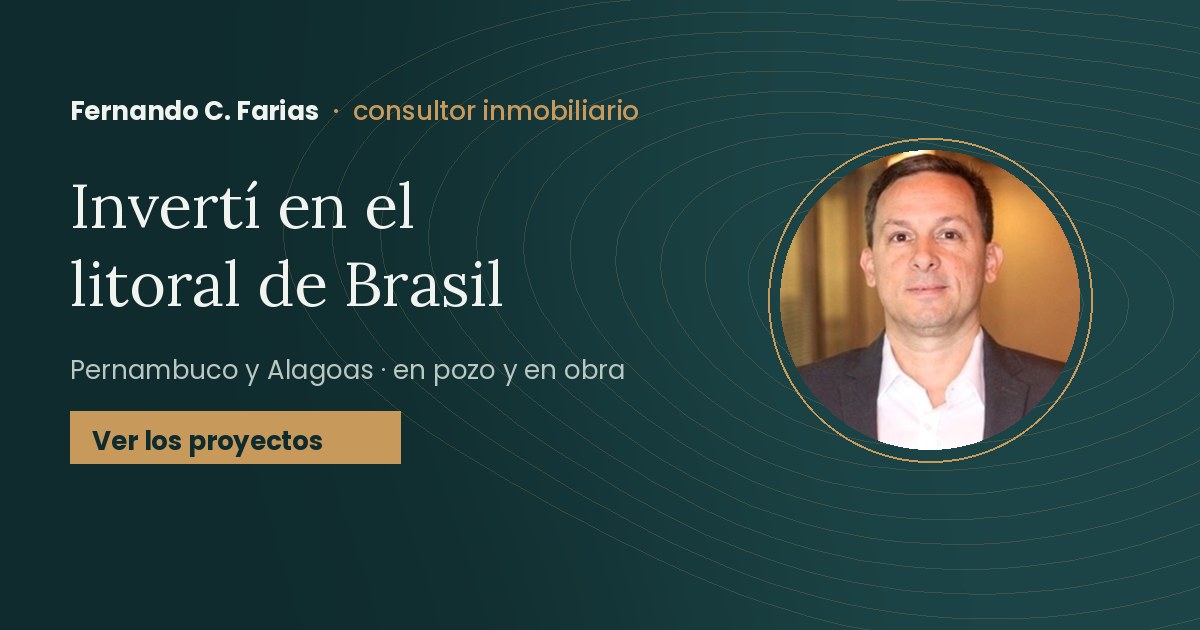 Fernando C. Farias · consultor inmobiliario
Invertí en el
litoral de Brasil
Pernambuco y Alagoas · en pozo y en obra
Ver los proyectos